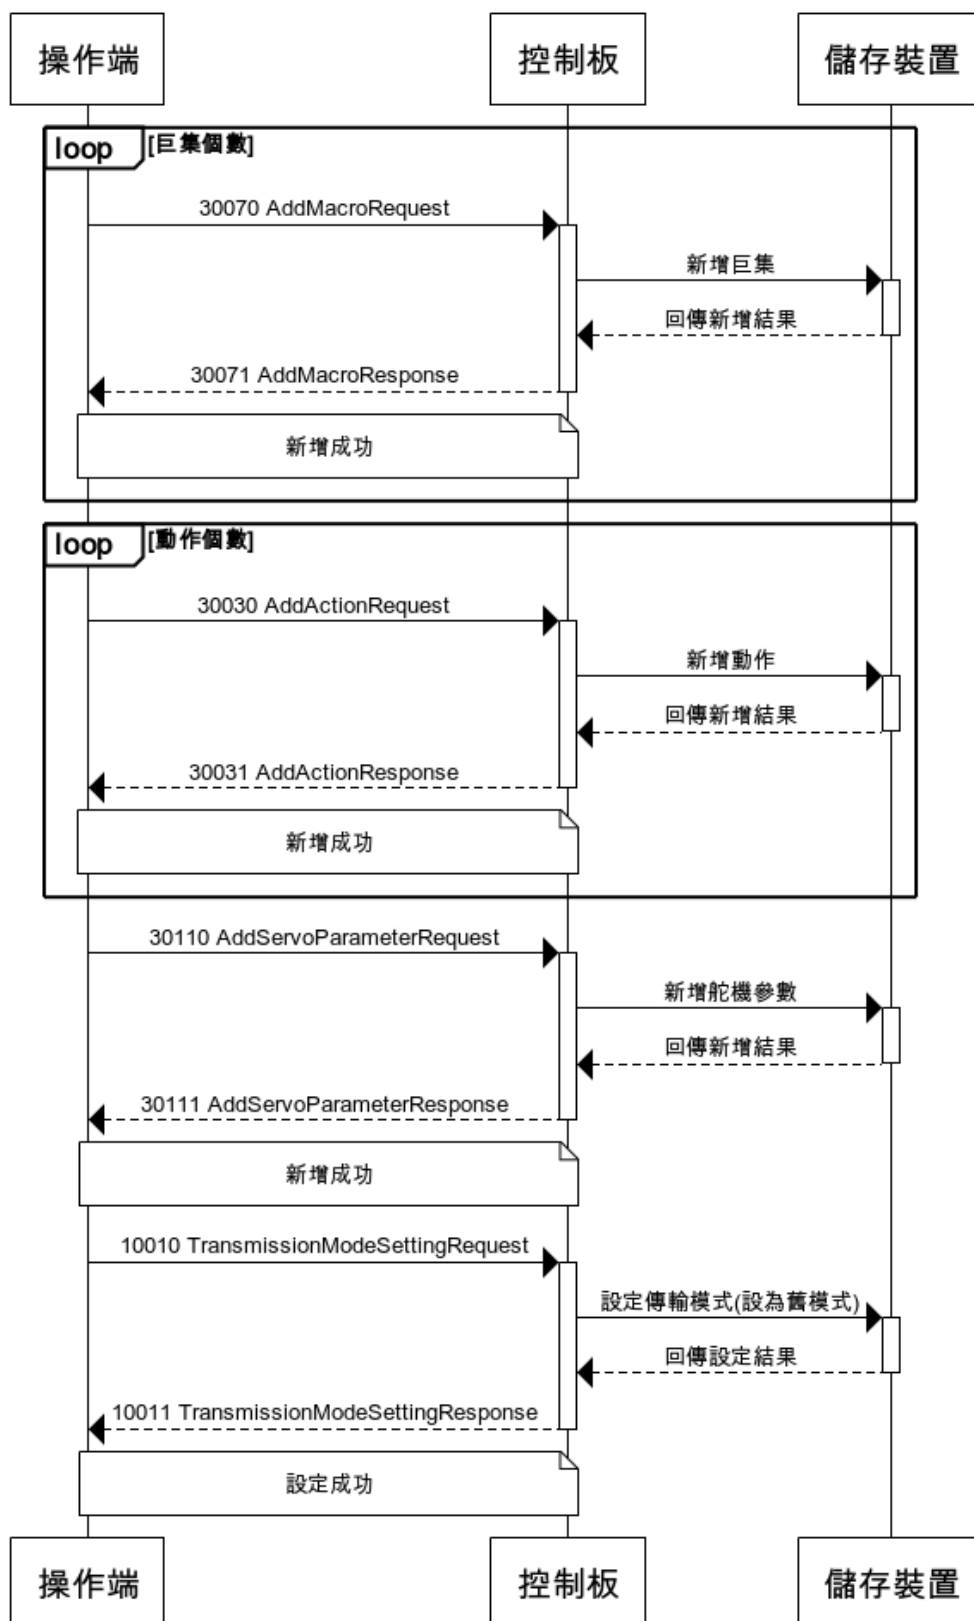 操作端
控制板
儲存裝置
loop [巨集個數]
30070 AddMacroRequest
新增巨集
回傳新增結果
30071 AddMacroResponse
新增成功
loop [動作個數]
30030 AddActionRequest
新增動作
回傳新增結果
30031 AddActionResponse
新增成功
30110 AddServoParameterRequest
新增舵機參數
回傳新增結果
30111 AddServoParameterResponse
新增成功
10010 TransmissionModeSettingRequest
設定傳輸模式(設為舊模式)
回傳設定結果
10011 TransmissionModeSettingResponse
設定成功
操作端
控制板
儲存裝置